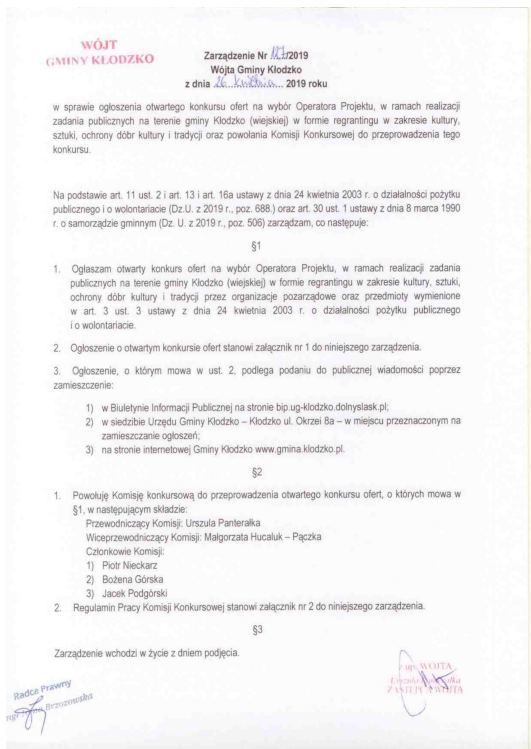 WÓJT
GMINY KŁODZKO
Zarządzenie Nr 127/2019
Wójta Gminy Kłodzko
z dnia 26 kwietnia 2019 roku
w sprawie ogłoszenia otwartego konkursu ofert na wybór Operatora Projektu, w ramach realizacji
zadania publicznych na terenie gminy Kłodzko (wiejskiej) w formie regrantingu w zakresie kultury,
sztuki, ochrony dóbr kultury i tradycji oraz powołania Komisji Konkursowej do przeprowadzenia tego
konkursu.
Na podstawie art. 11 ust. 2 i art. 13 i art. 16a ustawy z dnia 24 kwietnia 2003 r. o działalności pożytku
publicznego i o wolontariacie (Dz.U. z 2019 r., poz. 688.) oraz art. 30 ust. 1 ustawy z dnia 8 marca 1990
r. o samorządzie gminnym (Dz. U. z 2019 r., poz. 506) zarządzam, co następuje:
§1
1. Ogłaszam otwarty konkurs ofert na wybór Operatora Projektu, w ramach realizacji zadania
publicznych na terenie gminy Kłodzko (wiejskiej) w formie regrantingu w zakresie kultury, sztuki,
ochrony dóbr kultury i tradycji przez organizacje pozarządowe oraz przedmioty wymienione
w art. 3 ust. 3 ustawy z dnia 24 kwietnia 2003 r. o działalności pożytku publicznego
i o wolontariacie.
2. Ogłoszenie o otwartym konkursie ofert stanowi załącznik nr 1 do niniejszego zarządzenia.
3. Ogłoszenie, o którym mowa w ust. 2, podlega podaniu do publicznej wiadomości poprzez
zamieszczenie:
1) w Biuletynie Informacji Publicznej na stronie bip.ug-klodzko.dolnyslask.pl;
2) w siedzibie Urzędu Gminy Kłodzko – Kłodzko ul. Okrzei 8a – w miejscu przeznaczonym na
zamieszczanie ogłoszeń;
3) na stronie internetowej Gminy Kłodzko www.gmina.klodzko.pl.
§2
1. Powołuję Komisję konkursową do przeprowadzenia otwartego konkursu ofert, o których mowa w
§1, w następującym składzie:
Przewodniczący Komisji: Urszula Panterałka
Wiceprzewodniczący Komisji: Małgorzata Hucaluk – Pączka
Członkowie Komisji:
1) Piotr Nieckarz
2) Bożena Górska
3) Jacek Podgórski
2. Regulamin Pracy Komisji Konkursowej stanowi załącznik nr 2 do niniejszego zarządzenia.
§3
Zarządzenie wchodzi w życie z dniem podjęcia.
Radca Prawny
Brzozowska
WÓJTA
Urszula
WÓJTA